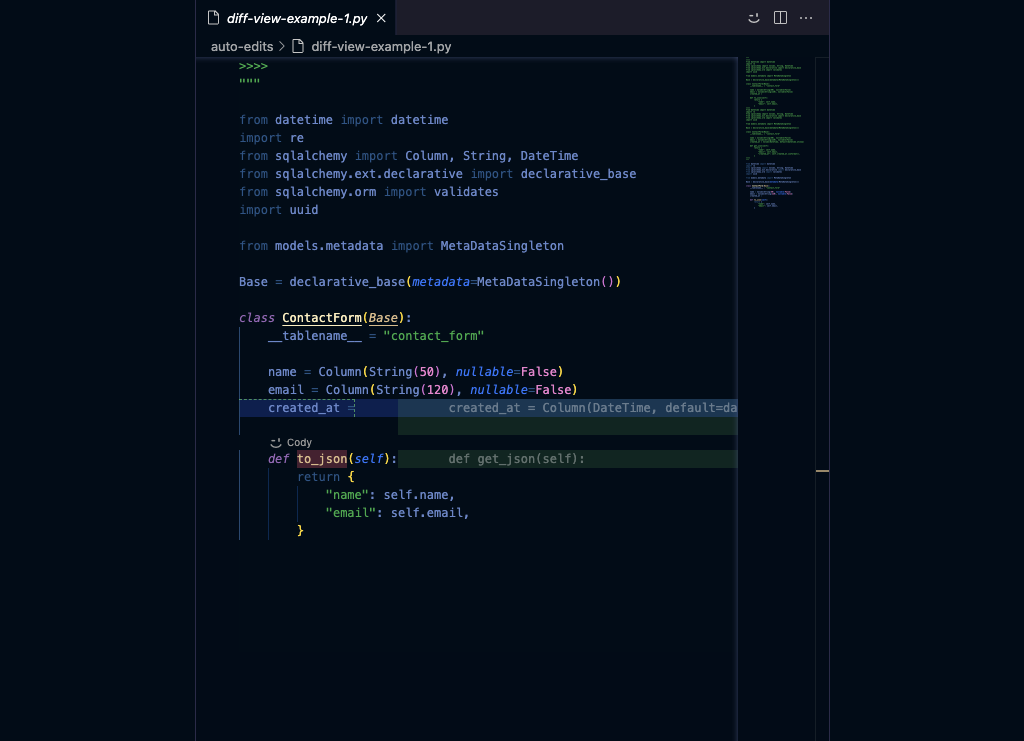 diff-view-example-1.py
auto-edits > diff-view-example-1.py
>>>>
"""
from datetime import datetime
import re
from sqlalchemy import Column, String, DateTime
from sqlalchemy.ext.declarative import declarative_base
from sqlalchemy.orm import validates
import uuid
from models.metadata import MetaDataSingleton
Base = declarative_base(metadata=MetaDataSingleton())
class ContactForm(Base):
__tablename__ = "contact_form"
name = Column(String(50), nullable=False)
email = Column(String(120), nullable=False)
created_at = created_at = Column(DateTime, default=da
Cody
def to_json(self): def get_json(self):
return {
"name": self.name,
"email": self.email,
}